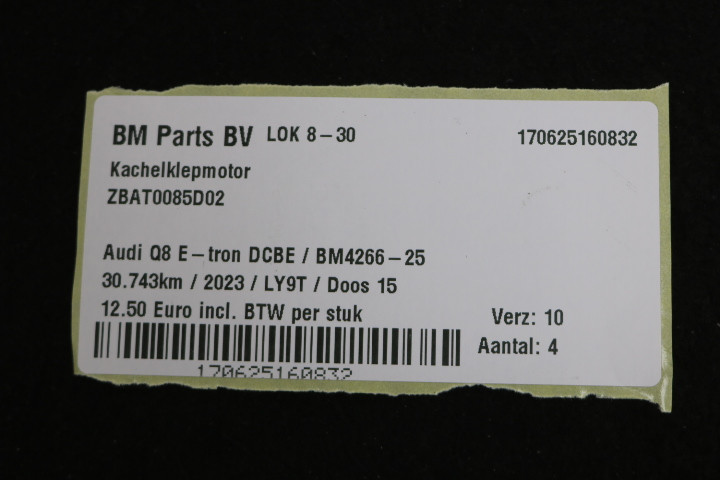 BM Parts BV LOK 8-30 170625160832
Kachelklepmotor
ZBAT0085D02
Audi Q8 E-tron DCBE / BM4266-25
30.743km / 2023 / LY9T / Doos 15
12.50 Euro incl. BTW per stuk Verz: 10
Aantal: 4
170625160832